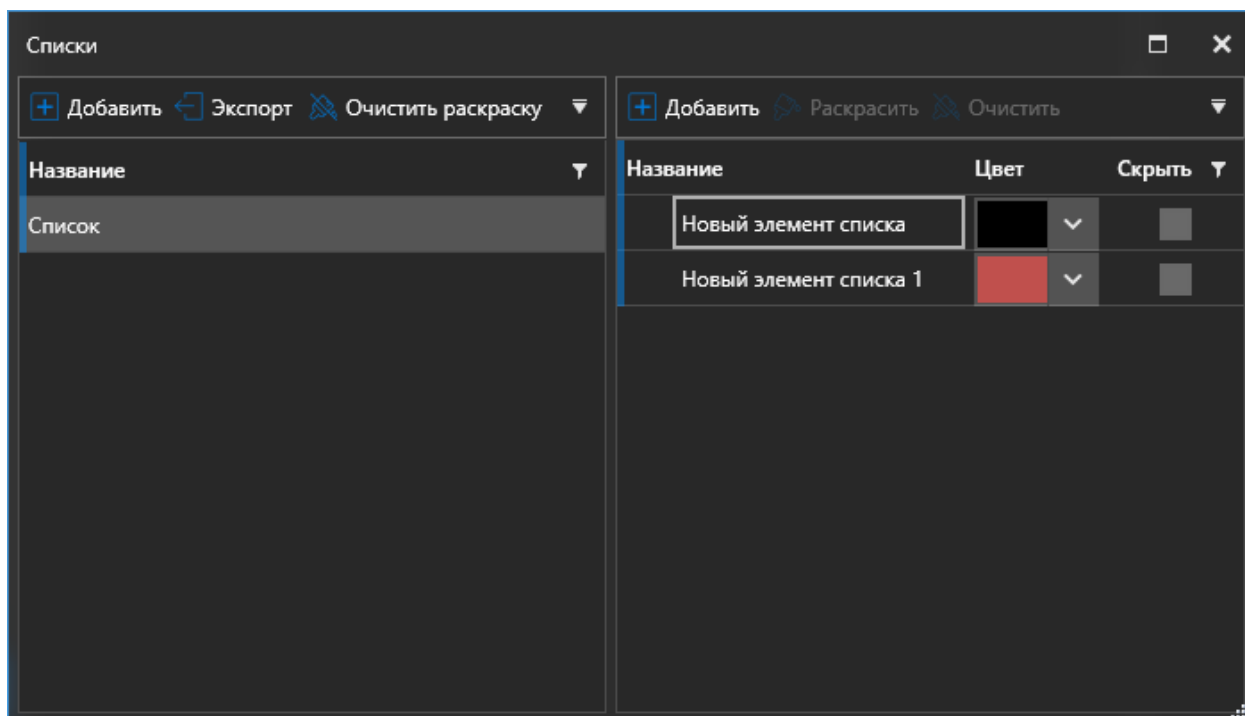 Списки
Добавить Экспорт Очистить раскраску
Название
Список
Добавить Раскрасить Очистить
Название Цвет Скрыть
Новый элемент списка
Новый элемент списка 1